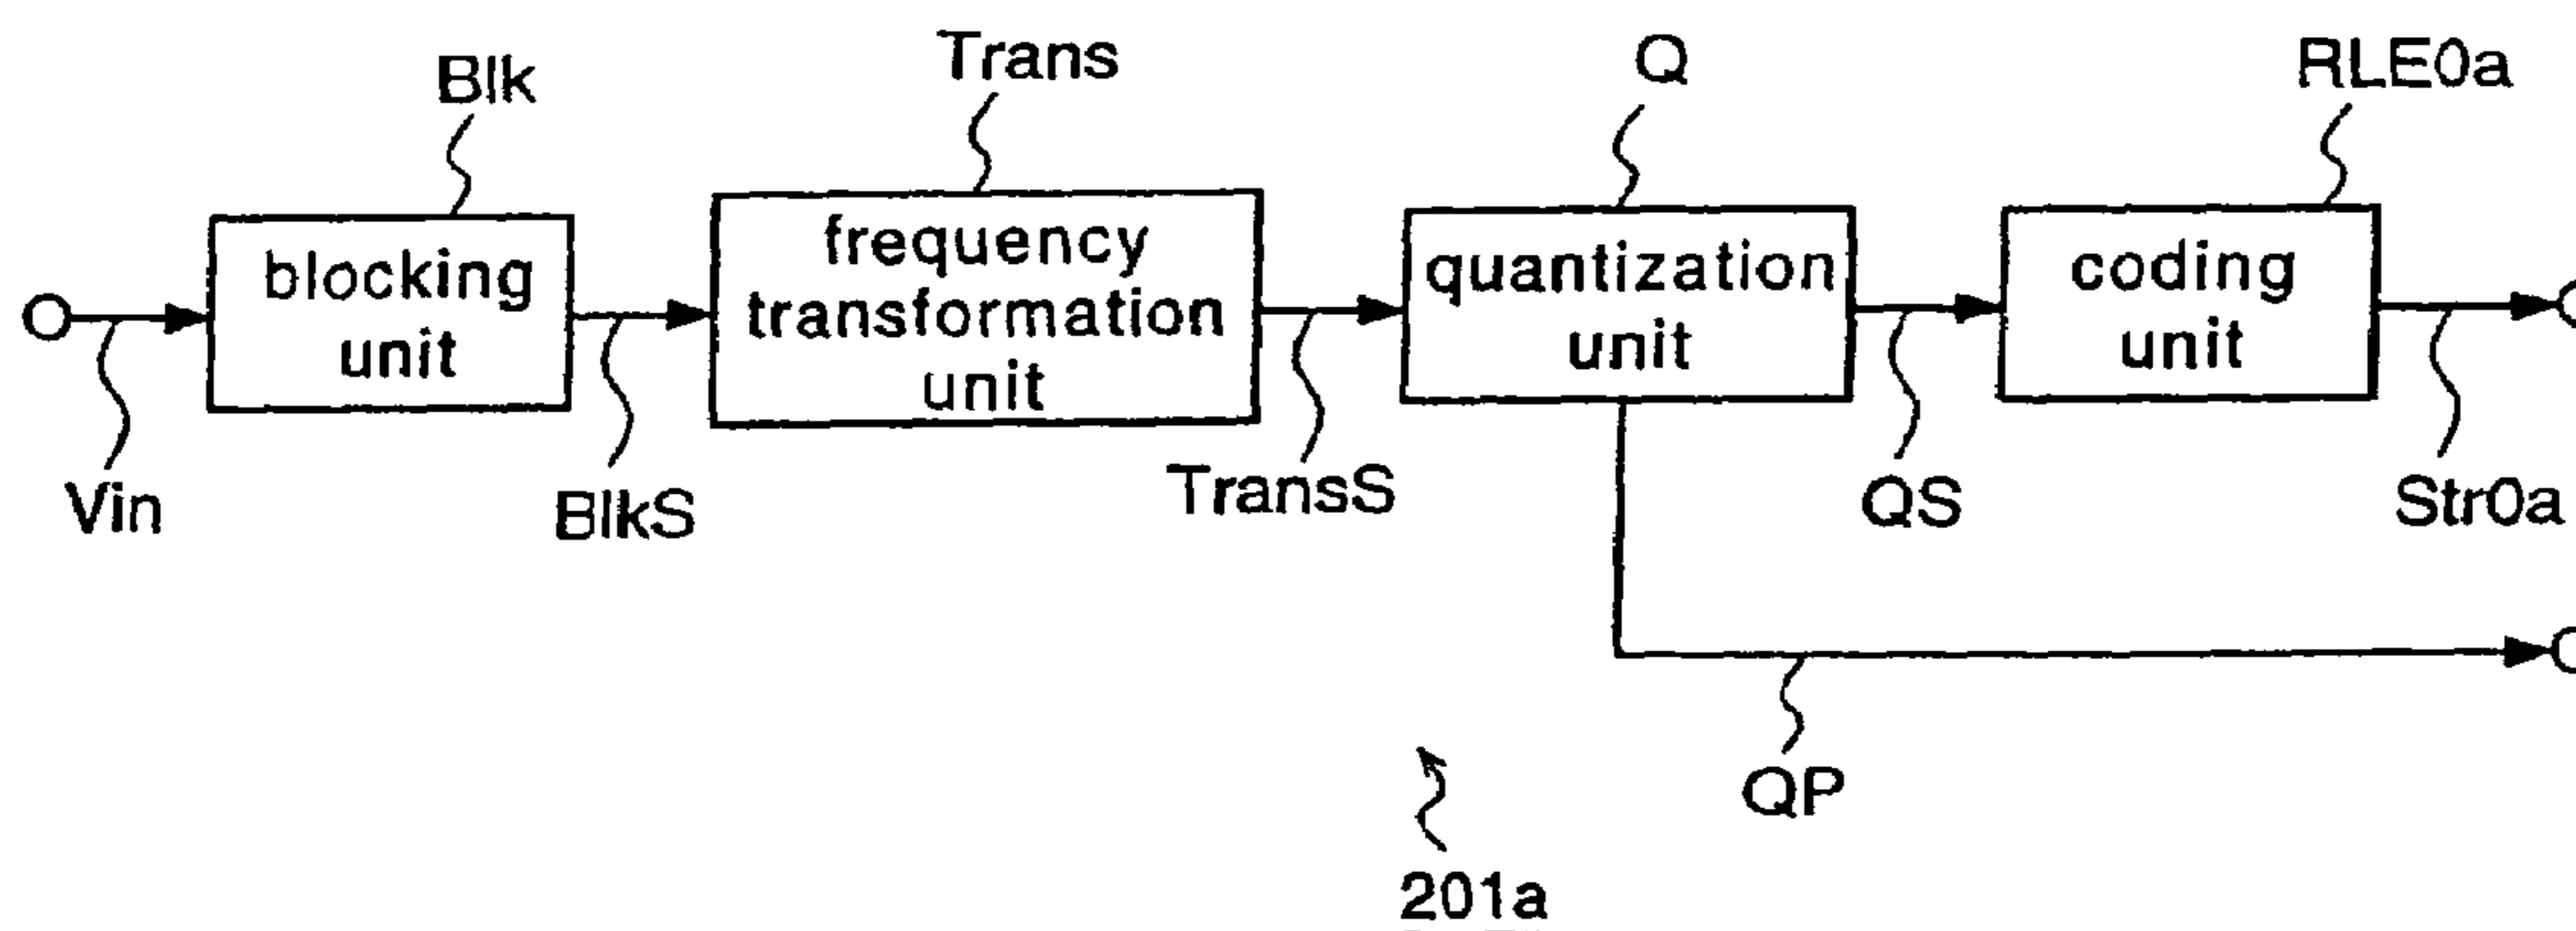 Blk
Trans
Q
RLE0a
blocking
unit
frequency
transformation
unit
quantization
unit
coding
unit
Vin
BlkS
TransS
QS
Str0a
QP
201a